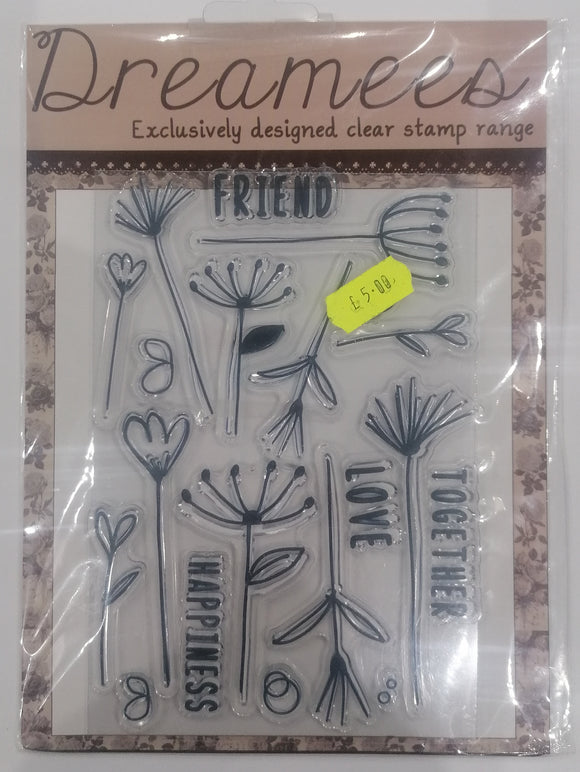 Dreamees
Exclusively designed clear stamp range
FRIEND
£5.00
LOVE
TOGETHER
HAPPINESS